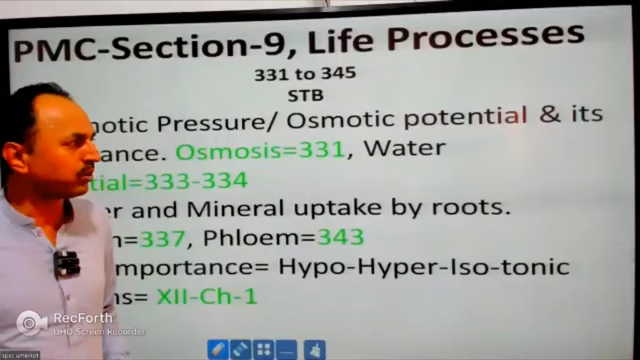 PMC-Section-9, Life Processes
331 to 345
STB
motic Pressure/ Osmotic potential & its
ance. Osmosis=331, Water
tial=333-334
er and Mineral uptake by roots.
=337, Phloem=343
mportance= Hypo-Hyper-Iso-tonic
ns= XII-Ch-1
RecForth
UHD Screen Recorder